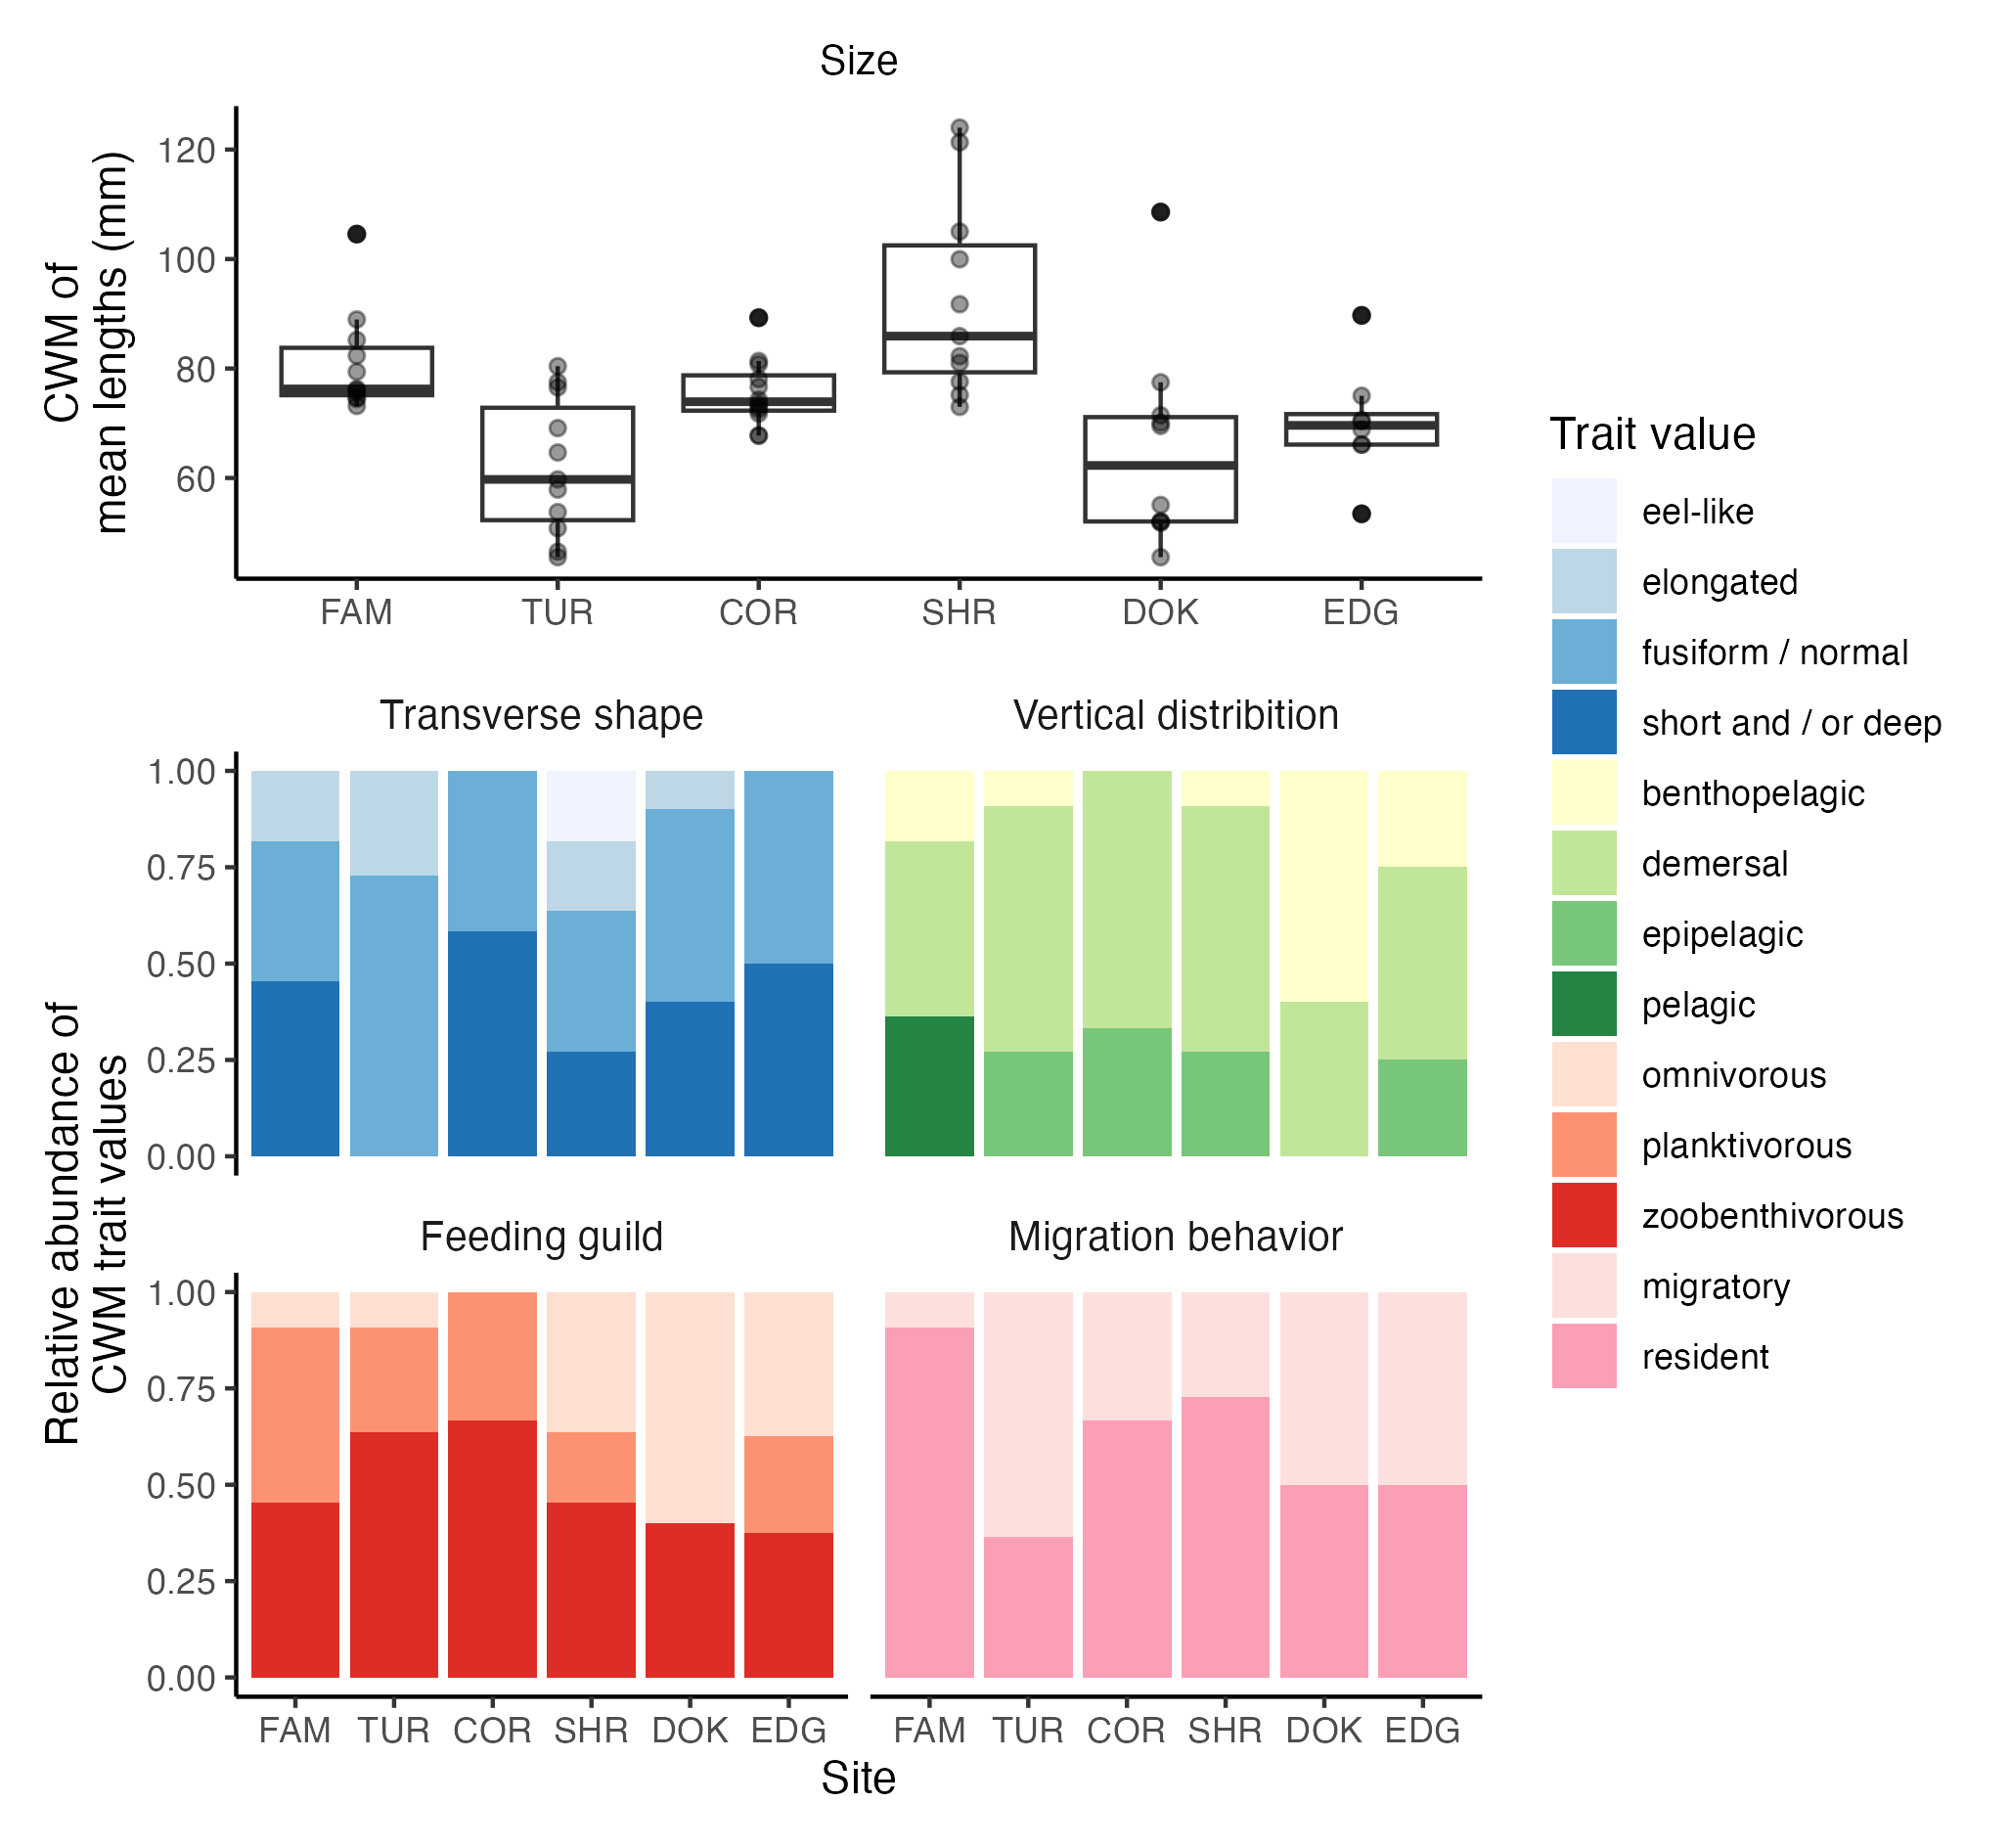 Size
CWM of
mean lengths (mm)
120
100
80
60
FAM TUR COR SHR DOK EDG
Transverse shape
Vertical distribition
Relative abundance of
CWM trait values
1.00
0.75
0.50
0.25
0.00
Feeding guild
Migration behavior
1.00
0.75
0.50
0.25
0.00
FAM TUR COR SHR DOK EDG
FAM TUR COR SHR DOK EDG
Site
Trait value
eel-like
elongated
fusiform / normal
short and / or deep
benthopelagic
demersal
epipelagic
pelagic
omnivorous
planktivorous
zoobenthivorous
migratory
resident